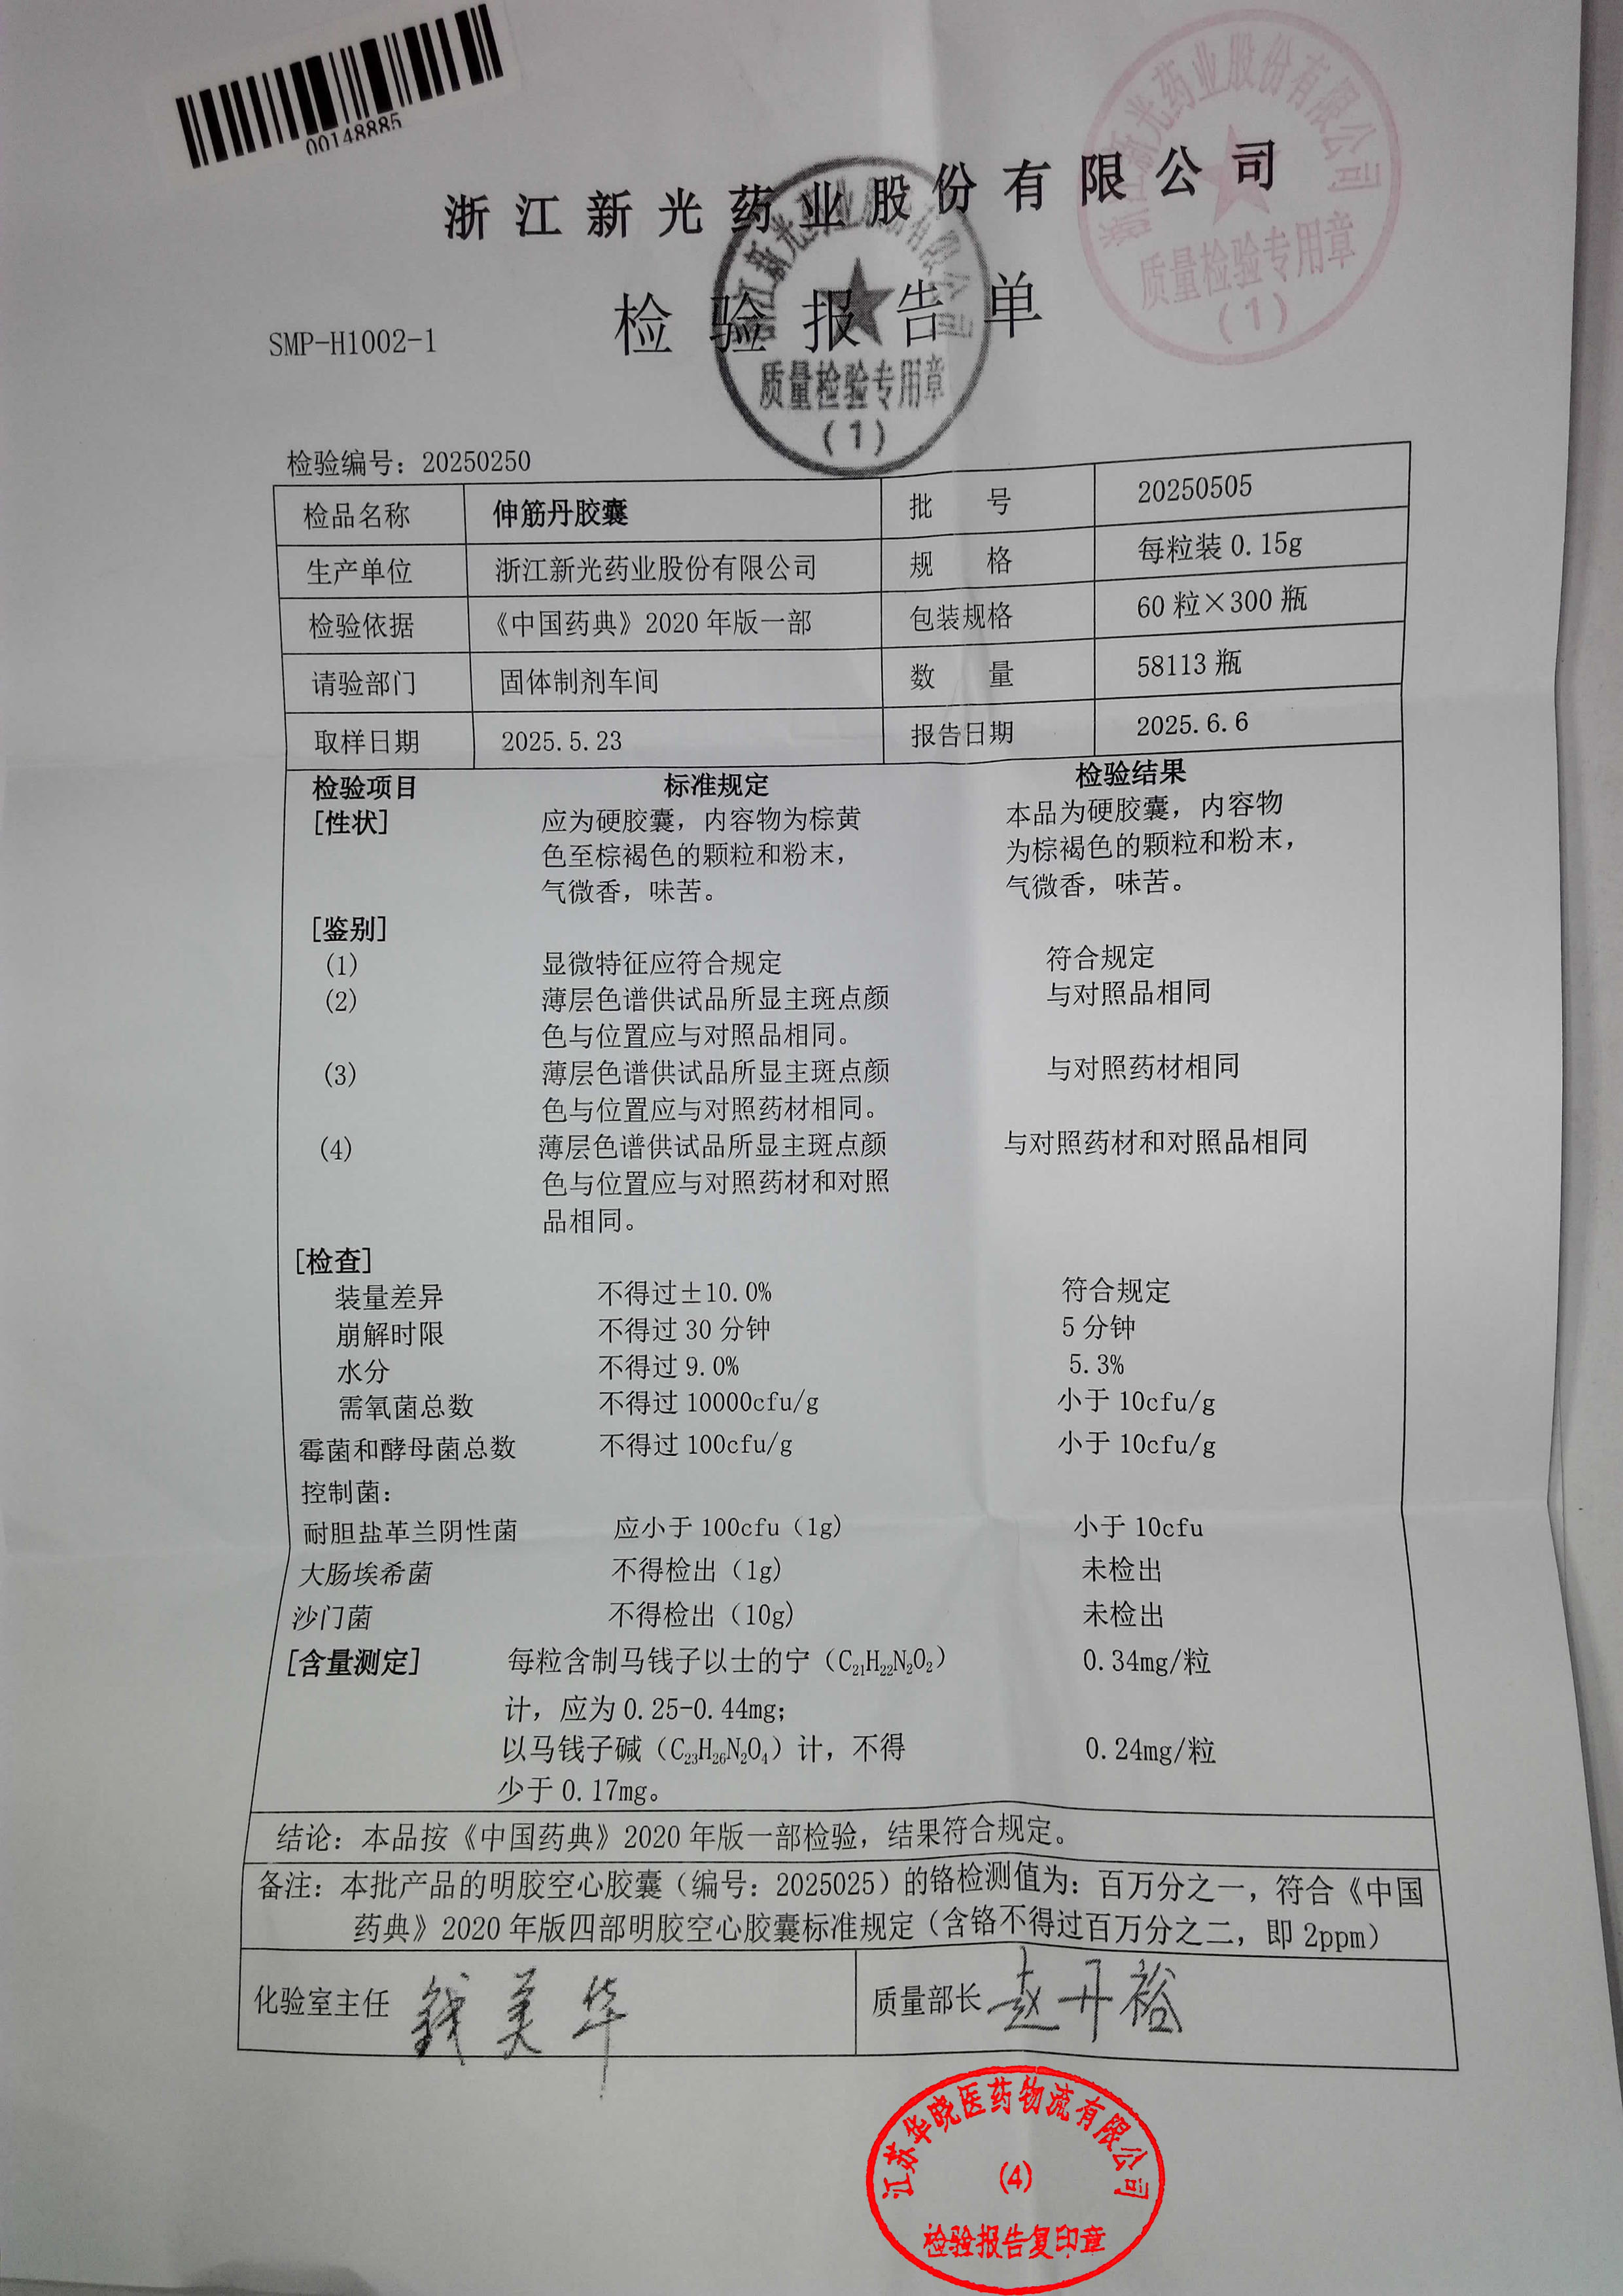 00148885
浙江新光药业股份有限公司
检验报告单
SMP-H1002-1
浙江新光药业股份有限公司
质量检验专用章
(1)
浙江新光药业股份有限公司
质量检验专用章
(1)
检验编号：20250250
检品名称 伸筋丹胶囊 批 号 20250505
生产单位 浙江新光药业股份有限公司 规 格 每粒装0.15g
检验依据 《中国药典》2020年版一部 包装规格 60粒×300瓶
请验部门 固体制剂车间 数 量 58113瓶
取样日期 2025.5.23 报告日期 2025.6.6
检验项目 标准规定 检验结果
[性状] 应为硬胶囊，内容物为棕黄 本品为硬胶囊，内容物
色至棕褐色的颗粒和粉末， 为棕褐色的颗粒和粉末，
气微香，味苦。 气微香，味苦。
[鉴别]
(1) 显微特征应符合规定 符合规定
(2) 薄层色谱供试品所显主斑点颜 与对照品相同
色与位置应与对照品相同。
(3) 薄层色谱供试品所显主斑点颜 与对照药材相同
色与位置应与对照药材相同。
(4) 薄层色谱供试品所显主斑点颜 与对照药材和对照品相同
色与位置应与对照药材和对照
品相同。
[检查]
装量差异 不得过±10.0% 符合规定
崩解时限 不得过30分钟 5分钟
水分 不得过9.0% 5.3%
需氧菌总数 不得过10000cfu/g 小于10cfu/g
霉菌和酵母菌总数 不得过100cfu/g 小于10cfu/g
控制菌：
耐胆盐革兰阴性菌 应小于100cfu（1g) 小于10cfu
大肠埃希菌 不得检出（1g) 未检出
沙门菌 不得检出（10g) 未检出
[含量测定] 每粒含制马钱子以士的宁（C₂₁H₂₂N₂O₂） 0.34mg/粒
计，应为0.25-0.44mg；
以马钱子碱（C₂₃H₂₆N₂O₄）计，不得 0.24mg/粒
少于0.17mg。
结论：本品按《中国药典》2020年版一部检验，结果符合规定。
备注：本批产品的明胶空心胶囊（编号：2025025）的铬检测值为：百万分之一，符合《中国
药典》2020年版四部明胶空心胶囊标准规定（含铬不得过百万分之二，即2ppm）
化验室主任 钱美华 质量部长 赵丹裕
江苏华晓医药物流有限公司
(4)
检验报告复印章